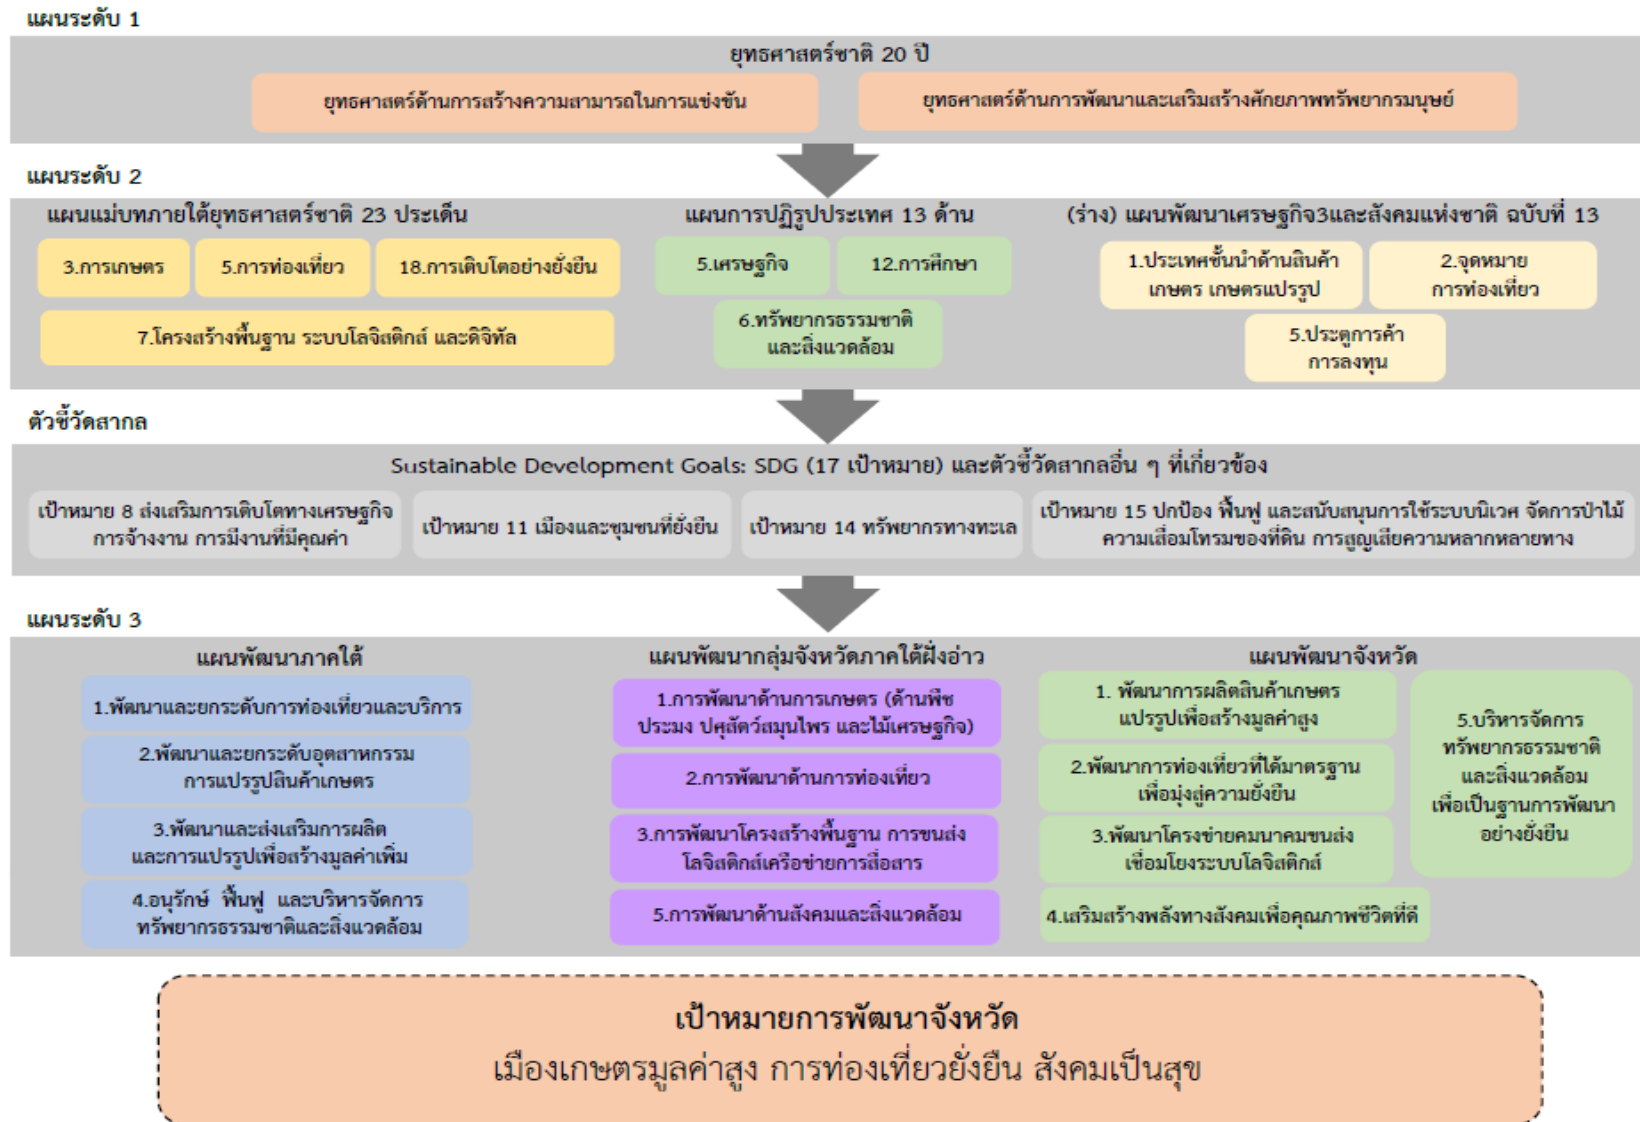 แผนระดับ 1
ยุทธศาสตร์ชาติ 20 ปี
ยุทธศาสตร์ด้านการสร้างความสามารถในการแข่งขัน
ยุทธศาสตร์ด้านการพัฒนาและเสริมสร้างศักยภาพทรัพยากรมนุษย์
แผนระดับ 2
แผนแม่บทภายใต้ยุทธศาสตร์ชาติ 23 ประเด็น
3.การเกษตร
5.การท่องเที่ยว
18.การเติบโตอย่างยั่งยืน
7.โครงสร้างพื้นฐาน ระบบโลจิสติกส์ และดิจิทัล
แผนการปฏิรูปประเทศ 13 ด้าน
5.เศรษฐกิจ
12.การศึกษา
6.ทรัพยากรธรรมชาติ
และสิ่งแวดล้อม
(ร่าง) แผนพัฒนาเศรษฐกิจ3และสังคมแห่งชาติ ฉบับที่ 13
1.ประเทศชั้นนำด้านสินค้า
เกษตร เกษตรแปรรูป
2.จุดหมาย
การท่องเที่ยว
5.ประตูการค้า
การลงทุน
ตัวชี้วัดสากล
Sustainable Development Goals: SDG (17 เป้าหมาย) และตัวชี้วัดสากลอื่น ๆ ที่เกี่ยวข้อง
เป้าหมาย 8 ส่งเสริมการเติบโตทางเศรษฐกิจ
การจ้างงาน การมีงานที่มีคุณค่า
เป้าหมาย 11 เมืองและชุมชนที่ยั่งยืน
เป้าหมาย 14 ทรัพยากรทางทะเล
เป้าหมาย 15 ปกป้อง ฟื้นฟู และสนับสนุนการใช้ระบบนิเวศ จัดการป่าไม้
ความเสื่อมโทรมของที่ดิน การสูญเสียความหลากหลายทาง
แผนระดับ 3
แผนพัฒนาภาคใต้
1.พัฒนาและยกระดับการท่องเที่ยวและบริการ
2.พัฒนาและยกระดับอุตสาหกรรม
การแปรรูปสินค้าเกษตร
3.พัฒนาและส่งเสริมการผลิต
และการแปรรูปเพื่อสร้างมูลค่าเพิ่ม
4.อนุรักษ์ ฟื้นฟู และบริหารจัดการ
ทรัพยากรธรรมชาติและสิ่งแวดล้อม
แผนพัฒนากลุ่มจังหวัดภาคใต้ฝั่งอ่าว
1.การพัฒนาด้านการเกษตร (ด้านพืช
ประมง ปศุสัตว์สมุนไพร และไม้เศรษฐกิจ)
2.การพัฒนาด้านการท่องเที่ยว
3.การพัฒนาโครงสร้างพื้นฐาน การขนส่ง
โลจิสติกส์เครือข่ายการสื่อสาร
5.การพัฒนาด้านสังคมและสิ่งแวดล้อม
แผนพัฒนาจังหวัด
1. พัฒนาการผลิตสินค้าเกษตร
แปรรูปเพื่อสร้างมูลค่าสูง
2.พัฒนาการท่องเที่ยวที่ได้มาตรฐาน
เพื่อมุ่งสู่ความยั่งยืน
3.พัฒนาโครงข่ายคมนาคมขนส่ง
เชื่อมโยงระบบโลจิสติกส์
4.เสริมสร้างพลังทางสังคมเพื่อคุณภาพชีวิตที่ดี
5.บริหารจัดการ
ทรัพยากรธรรมชาติ
และสิ่งแวดล้อม
เพื่อเป็นฐานการพัฒนา
อย่างยั่งยืน
เป้าหมายการพัฒนาจังหวัด
เมืองเกษตรมูลค่าสูง การท่องเที่ยวยั่งยืน สังคมเป็นสุข